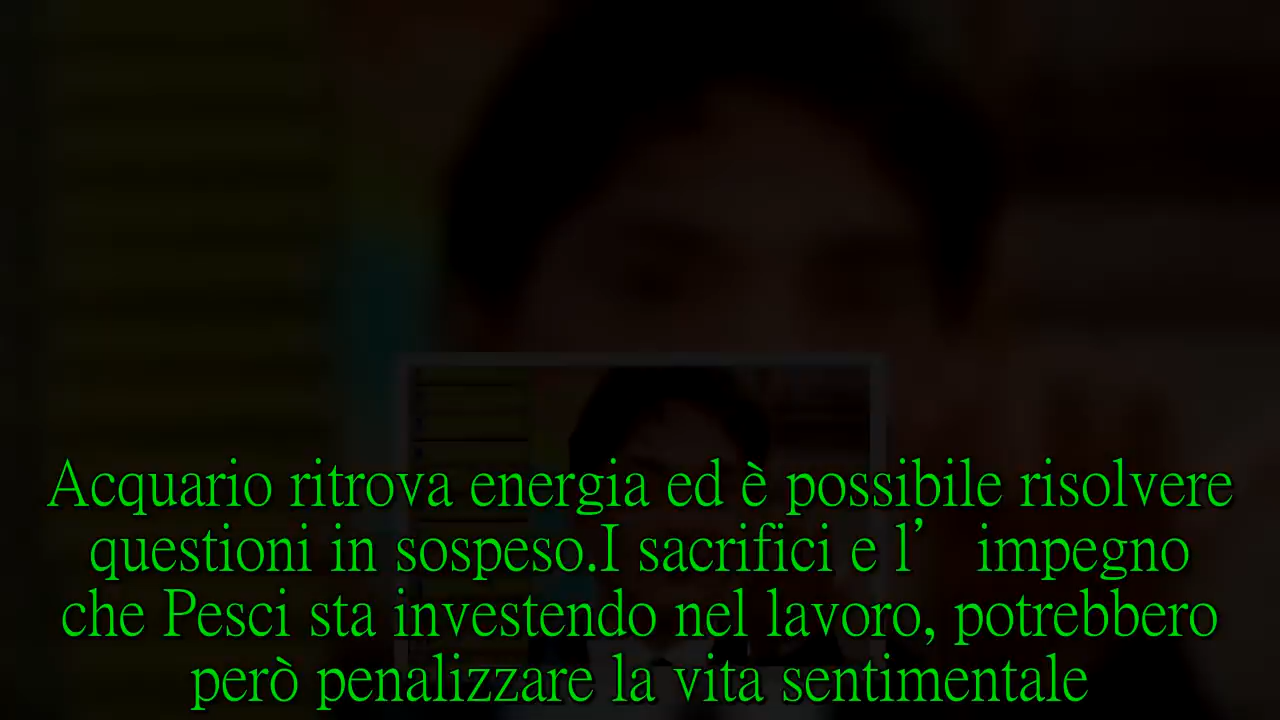 Acquario ritrova energia ed è possibile risolvere
questioni in sospeso.I sacrifici e l’ impegno
che Pesci sta investendo nel lavoro, potrebbero
però penalizzare la vita sentimentale